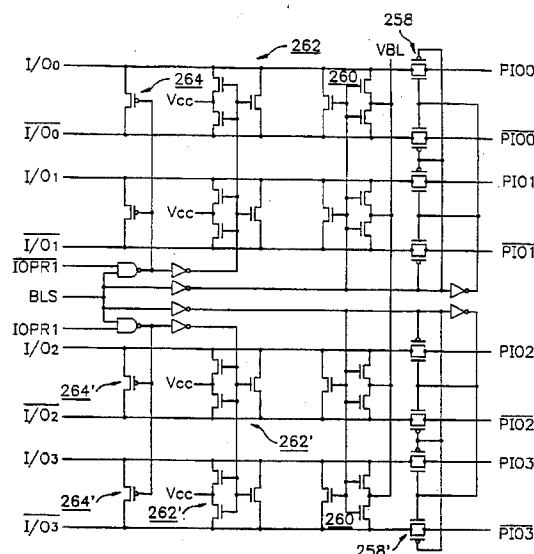 258
262
VBL
I/O0
PIO0
264
260
Vcc
I/O0
PIO0
I/O1
PIO1
Vcc
I/O1
PIO1
IOPR1
BLS
IOPR1
I/O2
PIO2
264'
Vcc
I/O2
PIO2
262'
I/O3
PIO3
264'
Vcc
262'
260
I/O3
PIO3
258'